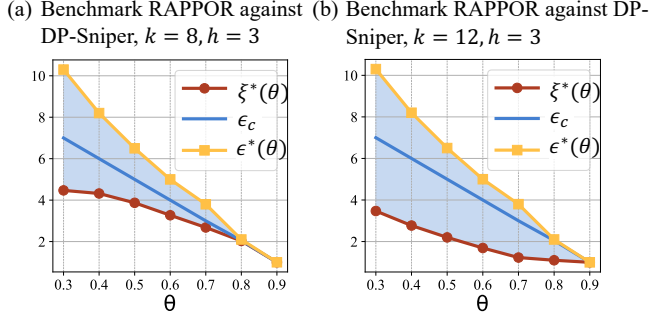 (a) Benchmark RAPPOR against DP-Sniper, k = 8, h = 3
(b) Benchmark RAPPOR against DP-Sniper, k = 12, h = 3
10
8
6
4
2
0.3 0.4 0.5 0.6 0.7 0.8 0.9
θ
ξ*(θ)
ϵc
ϵ*(θ)
10
8
6
4
2
0.3 0.4 0.5 0.6 0.7 0.8 0.9
θ
ξ*(θ)
ϵc
ϵ*(θ)